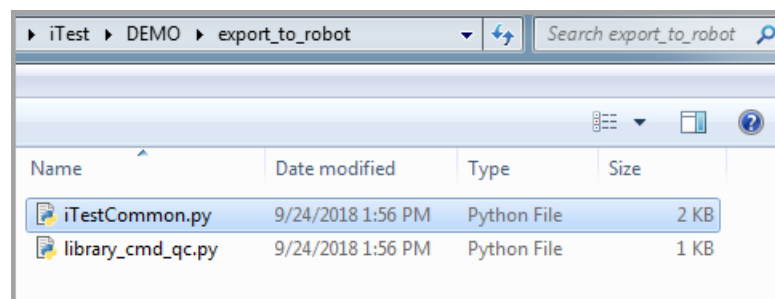 iTest DEMO export_to_robot Search export_to_robot
Name Date modified Type Size
iTestCommon.py 9/24/2018 1:56 PM Python File 2 KB
library_cmd_qc.py 9/24/2018 1:56 PM Python File 1 KB